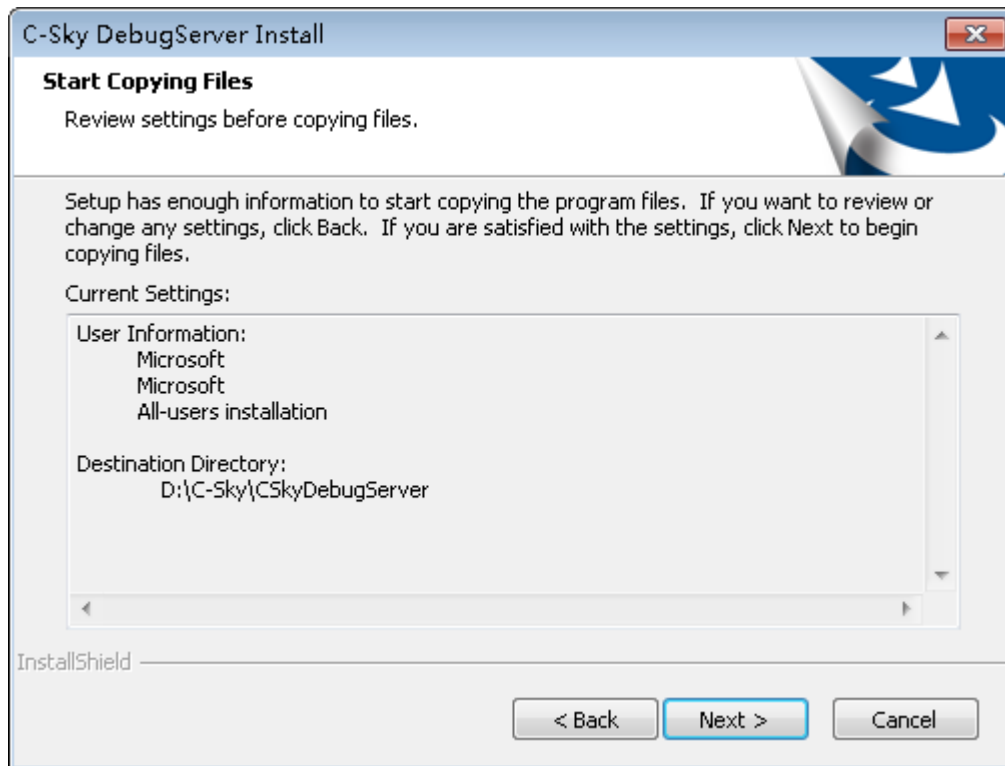 C-Sky DebugServer Install
Start Copying Files
Review settings before copying files.
Setup has enough information to start copying the program files.  If you want to review or
change any settings, click Back.  If you are satisfied with the settings, click Next to begin
copying files.
Current Settings:
User Information:
Microsoft
Microsoft
All-users installation
Destination Directory:
D:\C-Sky\CSkyDebugServer
InstallShield
< Back
Next >
Cancel